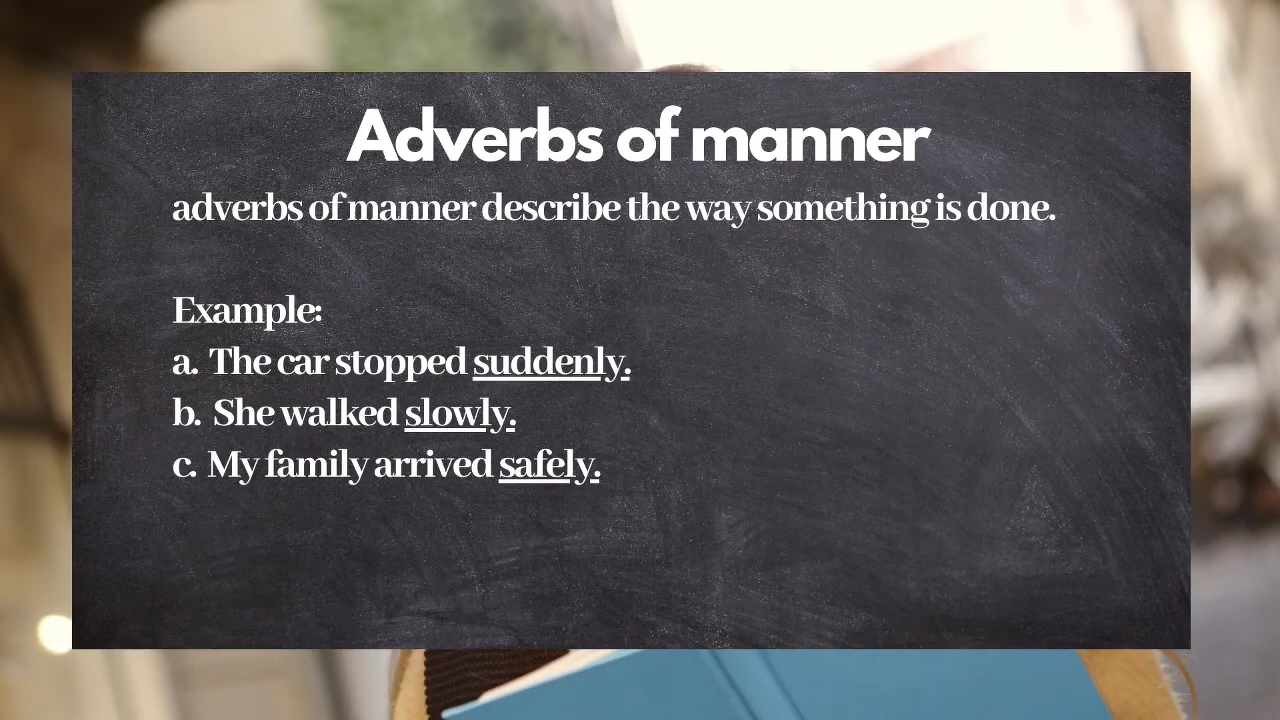 Adverbs of manner
adverbs of manner describe the way something is done.
Example:
a. The car stopped suddenly.
b. She walked slowly.
c. My family arrived safely.